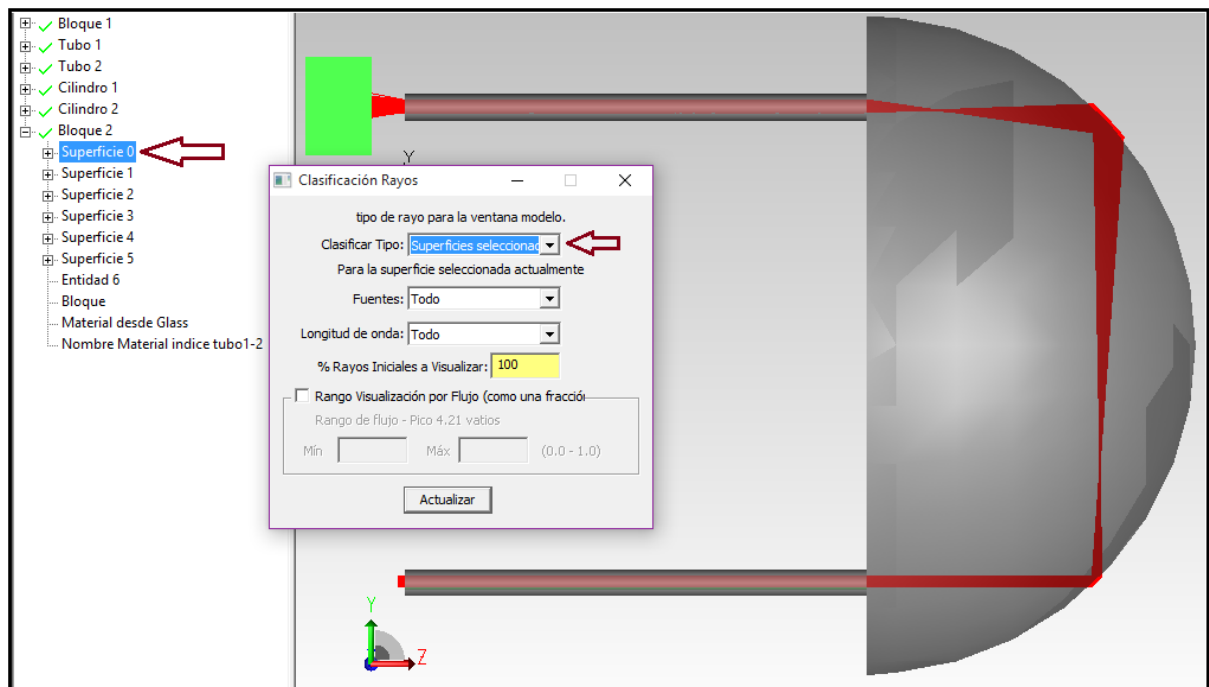 Bloque 1
Tubo 1
Tubo 2
Cilindro 1
Cilindro 2
Bloque 2
Superficie 0
Superficie 1
Superficie 2
Superficie 3
Superficie 4
Superficie 5
Entidad 6
Bloque
Material desde Glass
Nombre Material indice tubo1-2
Y
Clasificación Rayos
tipo de rayo para la ventana modelo.
Clasificar Tipo: Superficies seleccionad
Para la superficie seleccionada actualmente
Fuentes: Todo
Longitud de onda: Todo
% Rayos Iniciales a Visualizar: 100
Rango Visualización por Flujo (como una fracción
Rango de flujo - Pico 4.21 vatios
Mín Máx (0.0 - 1.0)
Actualizar
Y
Z